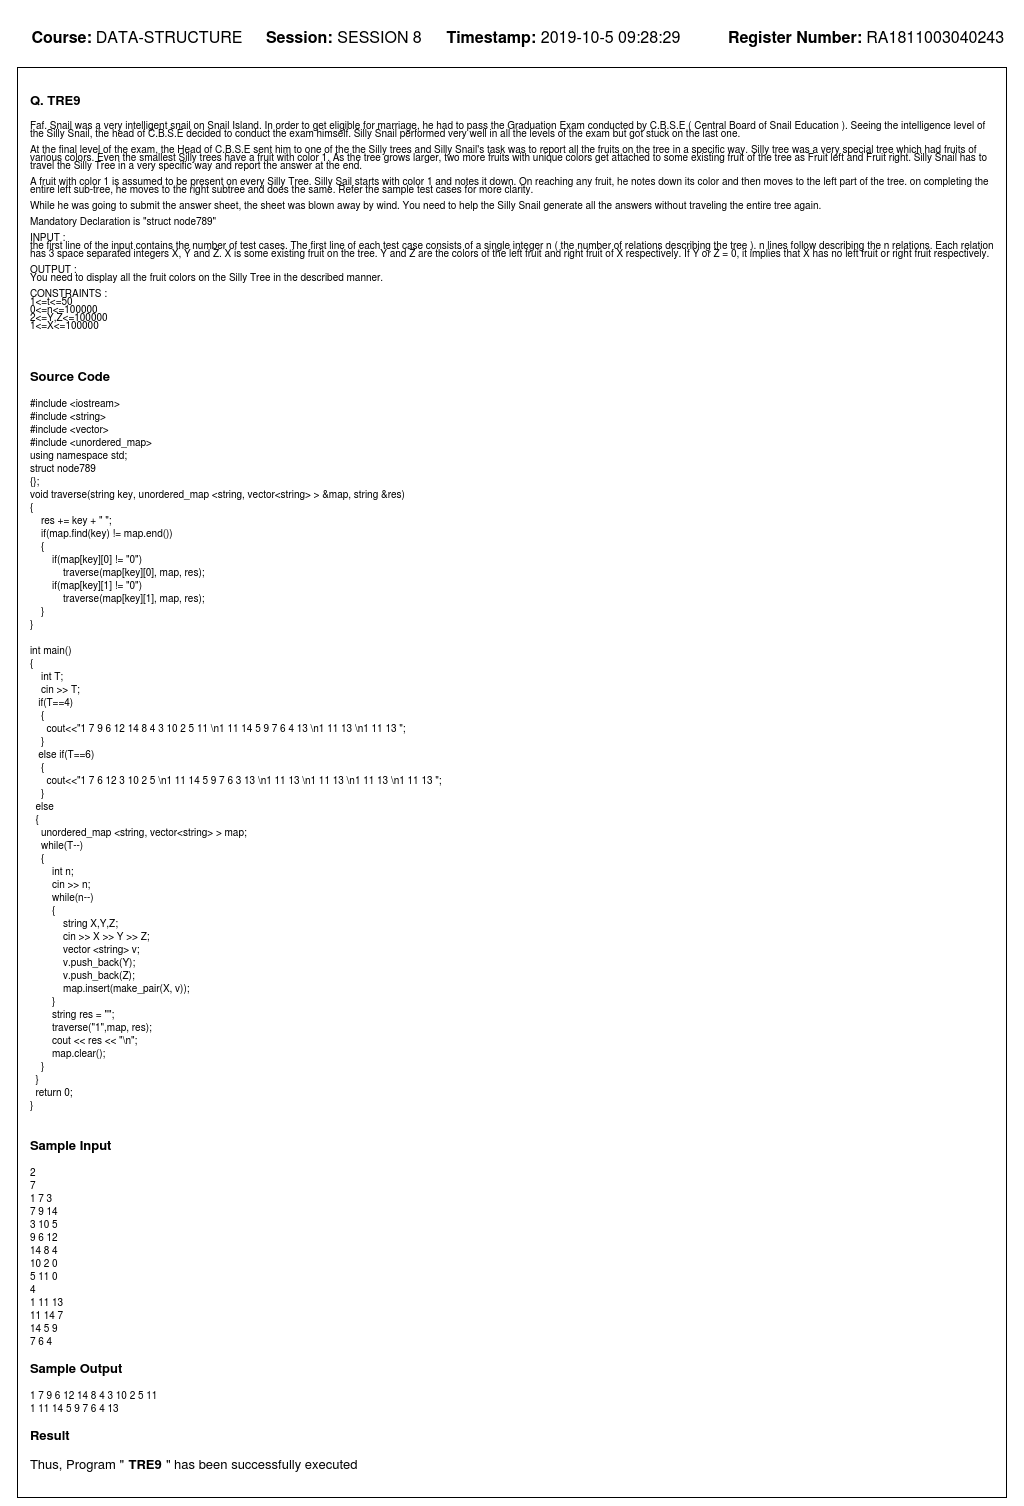 Course: DATA-STRUCTURE Session: SESSION 8 Timestamp: 2019-10-5 09:28:29 Register Number: RA1811003040243
Q. TRE9
Faf. Snail was a very intelligent snail on Snail Island. In order to get eligible for marriage, he had to pass the Graduation Exam conducted by C.B.S.E ( Central Board of Snail Education ). Seeing the intelligence level of
the Silly Snail, the head of C.B.S.E decided to conduct the exam himself. Silly Snail performed very well in all the levels of the exam but got stuck on the last one.
At the final level of the exam, the Head of C.B.S.E sent him to one of the the Silly trees and Silly Snail's task was to report all the fruits on the tree in a specific way. Silly tree was a very special tree which had fruits of
various colors. Even the smallest Silly trees have a fruit with color 1. As the tree grows larger, two more fruits with unique colors get attached to some existing fruit of the tree as Fruit left and Fruit right. Silly Snail has to
travel the Silly Tree in a very specific way and report the answer at the end.
A fruit with color 1 is assumed to be present on every Silly Tree. Silly Sail starts with color 1 and notes it down. On reaching any fruit, he notes down its color and then moves to the left part of the tree. on completing the
entire left sub-tree, he moves to the right subtree and does the same. Refer the sample test cases for more clarity.
While he was going to submit the answer sheet, the sheet was blown away by wind. You need to help the Silly Snail generate all the answers without traveling the entire tree again.
Mandatory Declaration is "struct node789"
INPUT :
the first line of the input contains the number of test cases. The first line of each test case consists of a single integer n ( the number of relations describing the tree ). n lines follow describing the n relations. Each relation
has 3 space separated integers X, Y and Z. X is some existing fruit on the tree. Y and Z are the colors of the left fruit and right fruit of X respectively. If Y or Z = 0, it implies that X has no left fruit or right fruit respectively.
OUTPUT :
You need to display all the fruit colors on the Silly Tree in the described manner.
CONSTRAINTS :
1<=t<=50
0<=n<=100000
2<=Y,Z<=100000
1<=X<=100000
Source Code
#include <iostream>
#include <string>
#include <vector>
#include <unordered_map>
using namespace std;
struct node789
{};
void traverse(string key, unordered_map <string, vector<string> > &map, string &res)
{
res += key + " ";
if(map.find(key) != map.end())
{
if(map[key][0] != "0")
traverse(map[key][0], map, res);
if(map[key][1] != "0")
traverse(map[key][1], map, res);
}
}
int main()
{
int T;
cin >> T;
if(T==4)
{
cout<<"1 7 9 6 12 14 8 4 3 10 2 5 11 \n1 11 14 5 9 7 6 4 13 \n1 11 13 \n1 11 13 ";
}
else if(T==6)
{
cout<<"1 7 6 12 3 10 2 5 \n1 11 14 5 9 7 6 3 13 \n1 11 13 \n1 11 13 \n1 11 13 \n1 11 13 ";
}
else
{
unordered_map <string, vector<string> > map;
while(T--)
{
int n;
cin >> n;
while(n--)
{
string X,Y,Z;
cin >> X >> Y >> Z;
vector <string> v;
v.push_back(Y);
v.push_back(Z);
map.insert(make_pair(X, v));
}
string res = "";
traverse("1",map, res);
cout << res << "\n";
map.clear();
}
}
return 0;
}
Sample Input
2
7
1 7 3
7 9 14
3 10 5
9 6 12
14 8 4
10 2 0
5 11 0
4
1 11 13
11 14 7
14 5 9
7 6 4
Sample Output
1 7 9 6 12 14 8 4 3 10 2 5 11
1 11 14 5 9 7 6 4 13
Result
Thus, Program " TRE9 " has been successfully executed